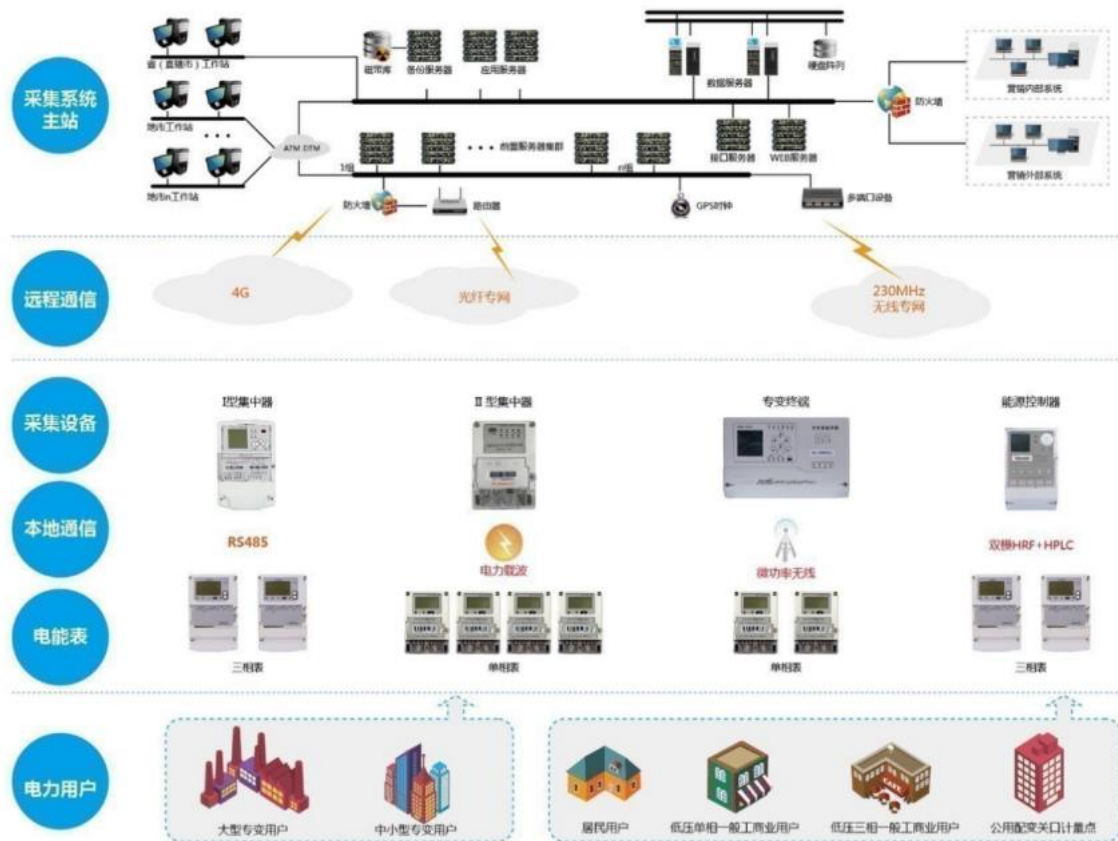 采集系统
主站
省（直辖市）工作站
地市工作站
地市n工作站
磁带库
备份服务器
应用服务器
数据服务器
硬盘阵列
防火墙
营销内部系统
营销外部系统
ATM DTM
1组
前置服务器集群
n组
接口服务器
WEB服务器
防火墙
路由器
GPS时钟
多端口设备
远程通信
4G
光纤专网
230MHz
无线专网
采集设备
I型集中器
II型集中器
专变终端
能源控制器
本地通信
RS485
电力载波
微功率无线
双模HRF+HPLC
电能表
三相表
单相表
单相表
三相表
电力用户
大型专变用户
中小型专变用户
居民用户
低压单相一般工商业用户
低压三相一般工商业用户
公用配变关口计量点
CAFE